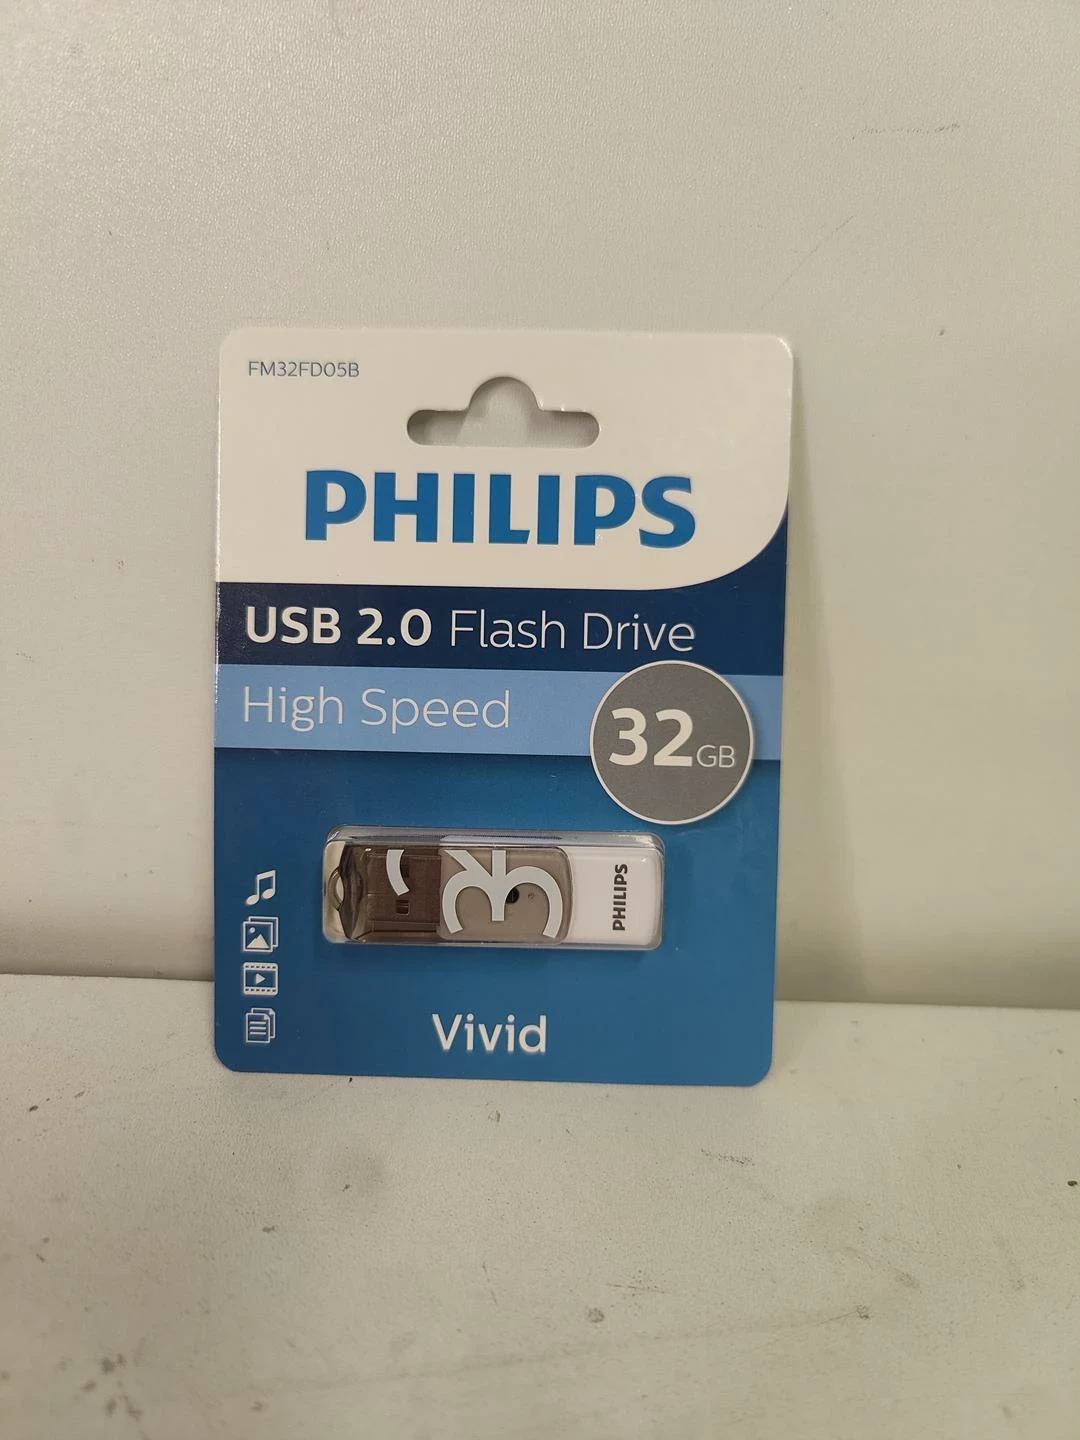 FM32FD05B
PHILIPS
USB 2.0 Flash Drive
High Speed
32GB
PHILIPS
Vivid